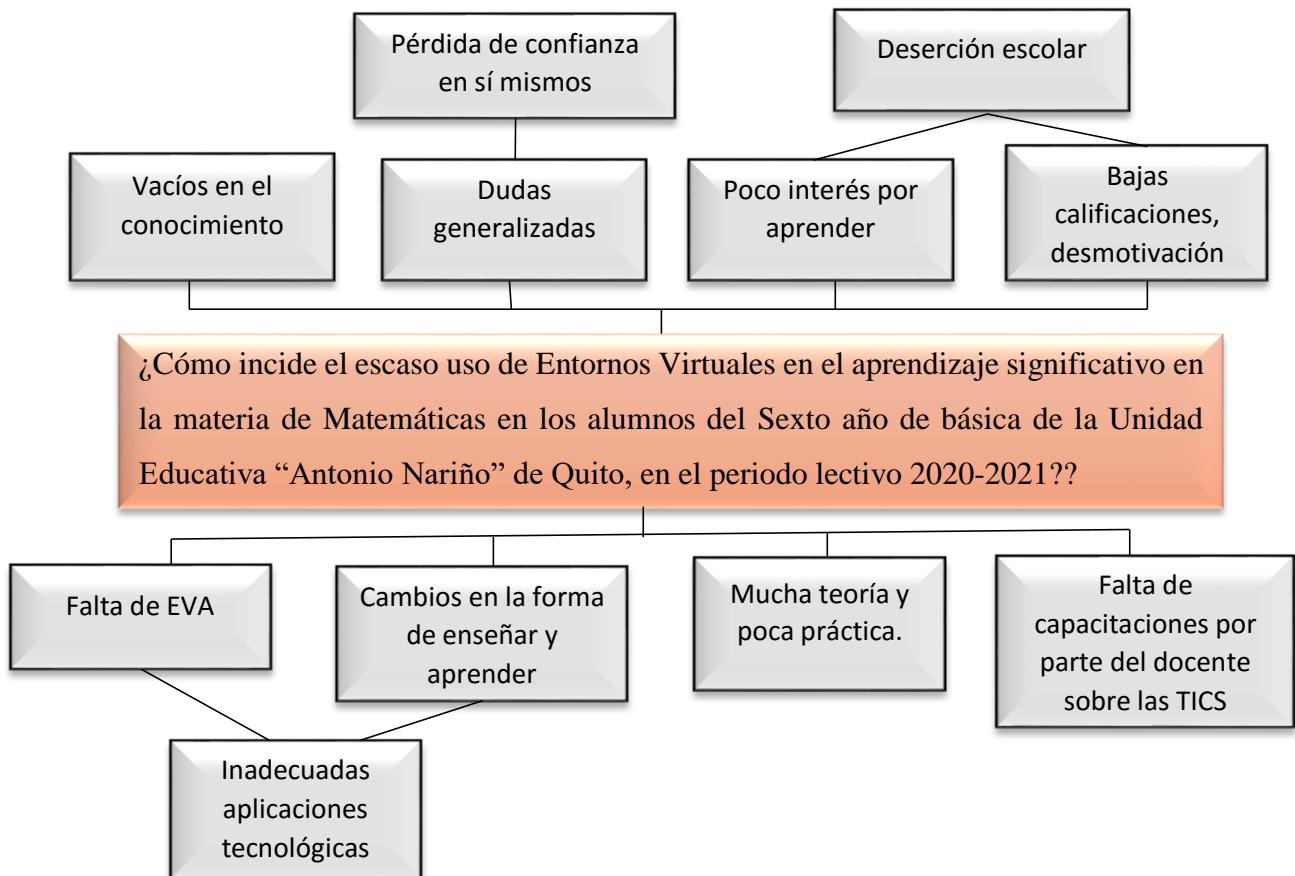 Pérdida de confianza
en sí mismos
Deserción escolar
Vacíos en el
conocimiento
Dudas
generalizadas
Poco interés por
aprender
Bajas
calificaciones,
desmotivación
¿Cómo incide el escaso uso de Entornos Virtuales en el aprendizaje significativo en
la materia de Matemáticas en los alumnos del Sexto año de básica de la Unidad
Educativa “Antonio Nariño” de Quito, en el periodo lectivo 2020-2021??
Falta de EVA
Cambios en la forma
de enseñar y
aprender
Mucha teoría y
poca práctica.
Falta de
capacitaciones por
parte del docente
sobre las TICS
Inadecuadas
aplicaciones
tecnológicas